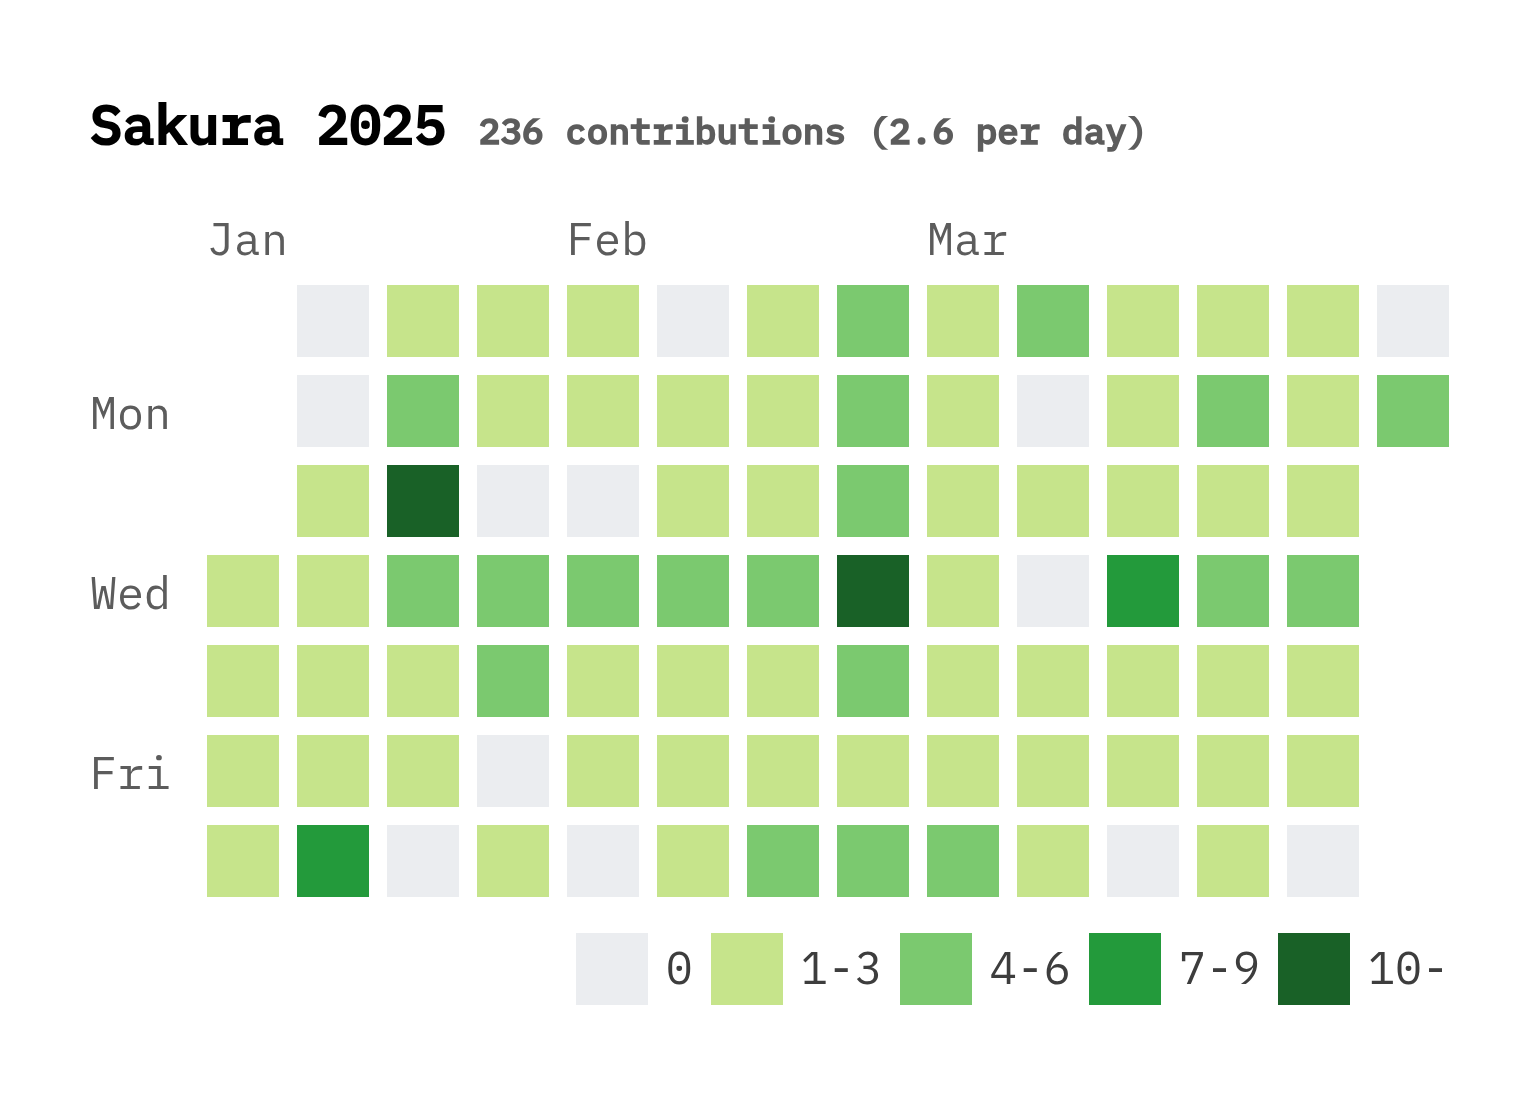 Sakura 2025 236 contributions (2.6 per day)
Jan Feb Mar
Mon
Wed
Fri
0 1-3 4-6 7-9 10-